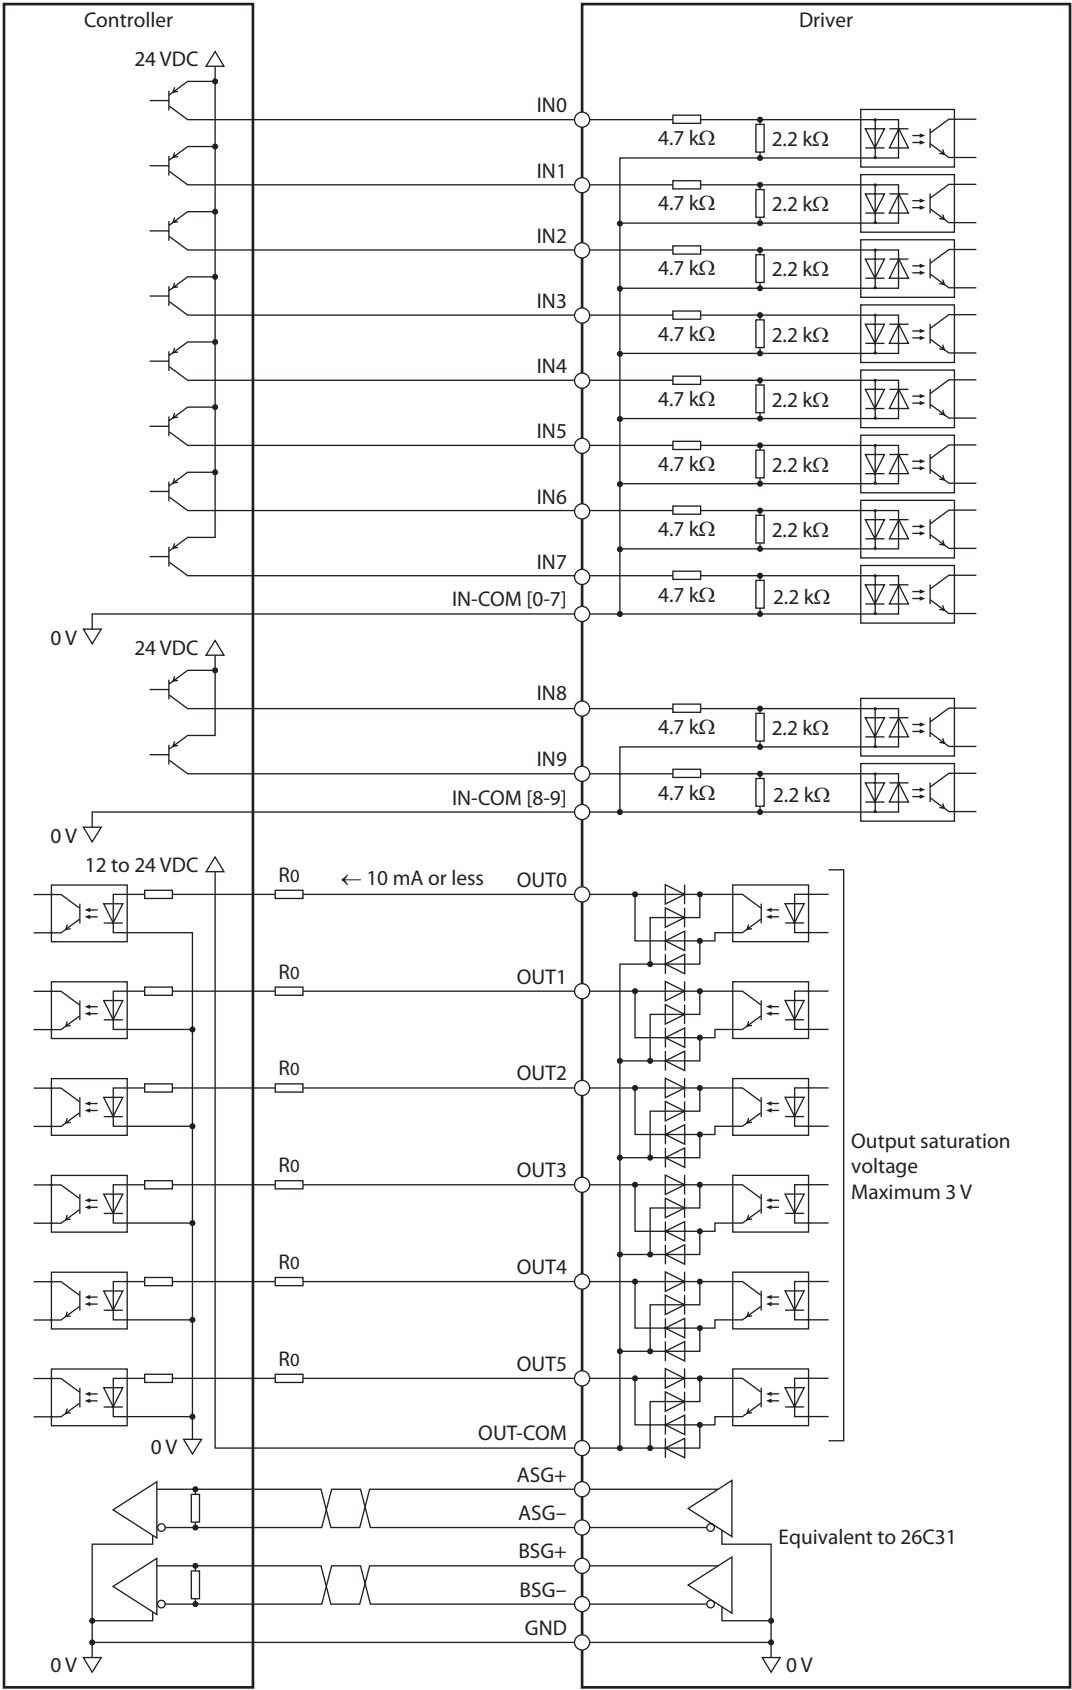 Controller
Driver
24 VDC
IN0
4.7 kΩ
2.2 kΩ
IN1
4.7 kΩ
2.2 kΩ
IN2
4.7 kΩ
2.2 kΩ
IN3
4.7 kΩ
2.2 kΩ
IN4
4.7 kΩ
2.2 kΩ
IN5
4.7 kΩ
2.2 kΩ
IN6
4.7 kΩ
2.2 kΩ
IN7
4.7 kΩ
2.2 kΩ
IN-COM [0-7]
0 V
24 VDC
IN8
4.7 kΩ
2.2 kΩ
IN9
4.7 kΩ
2.2 kΩ
IN-COM [8-9]
0 V
12 to 24 VDC
R0
← 10 mA or less
OUT0
R0
OUT1
R0
OUT2
Output saturation
voltage
Maximum 3 V
R0
OUT3
R0
OUT4
R0
OUT5
OUT-COM
0 V
ASG+
ASG−
Equivalent to 26C31
BSG+
BSG−
GND
0 V
0 V